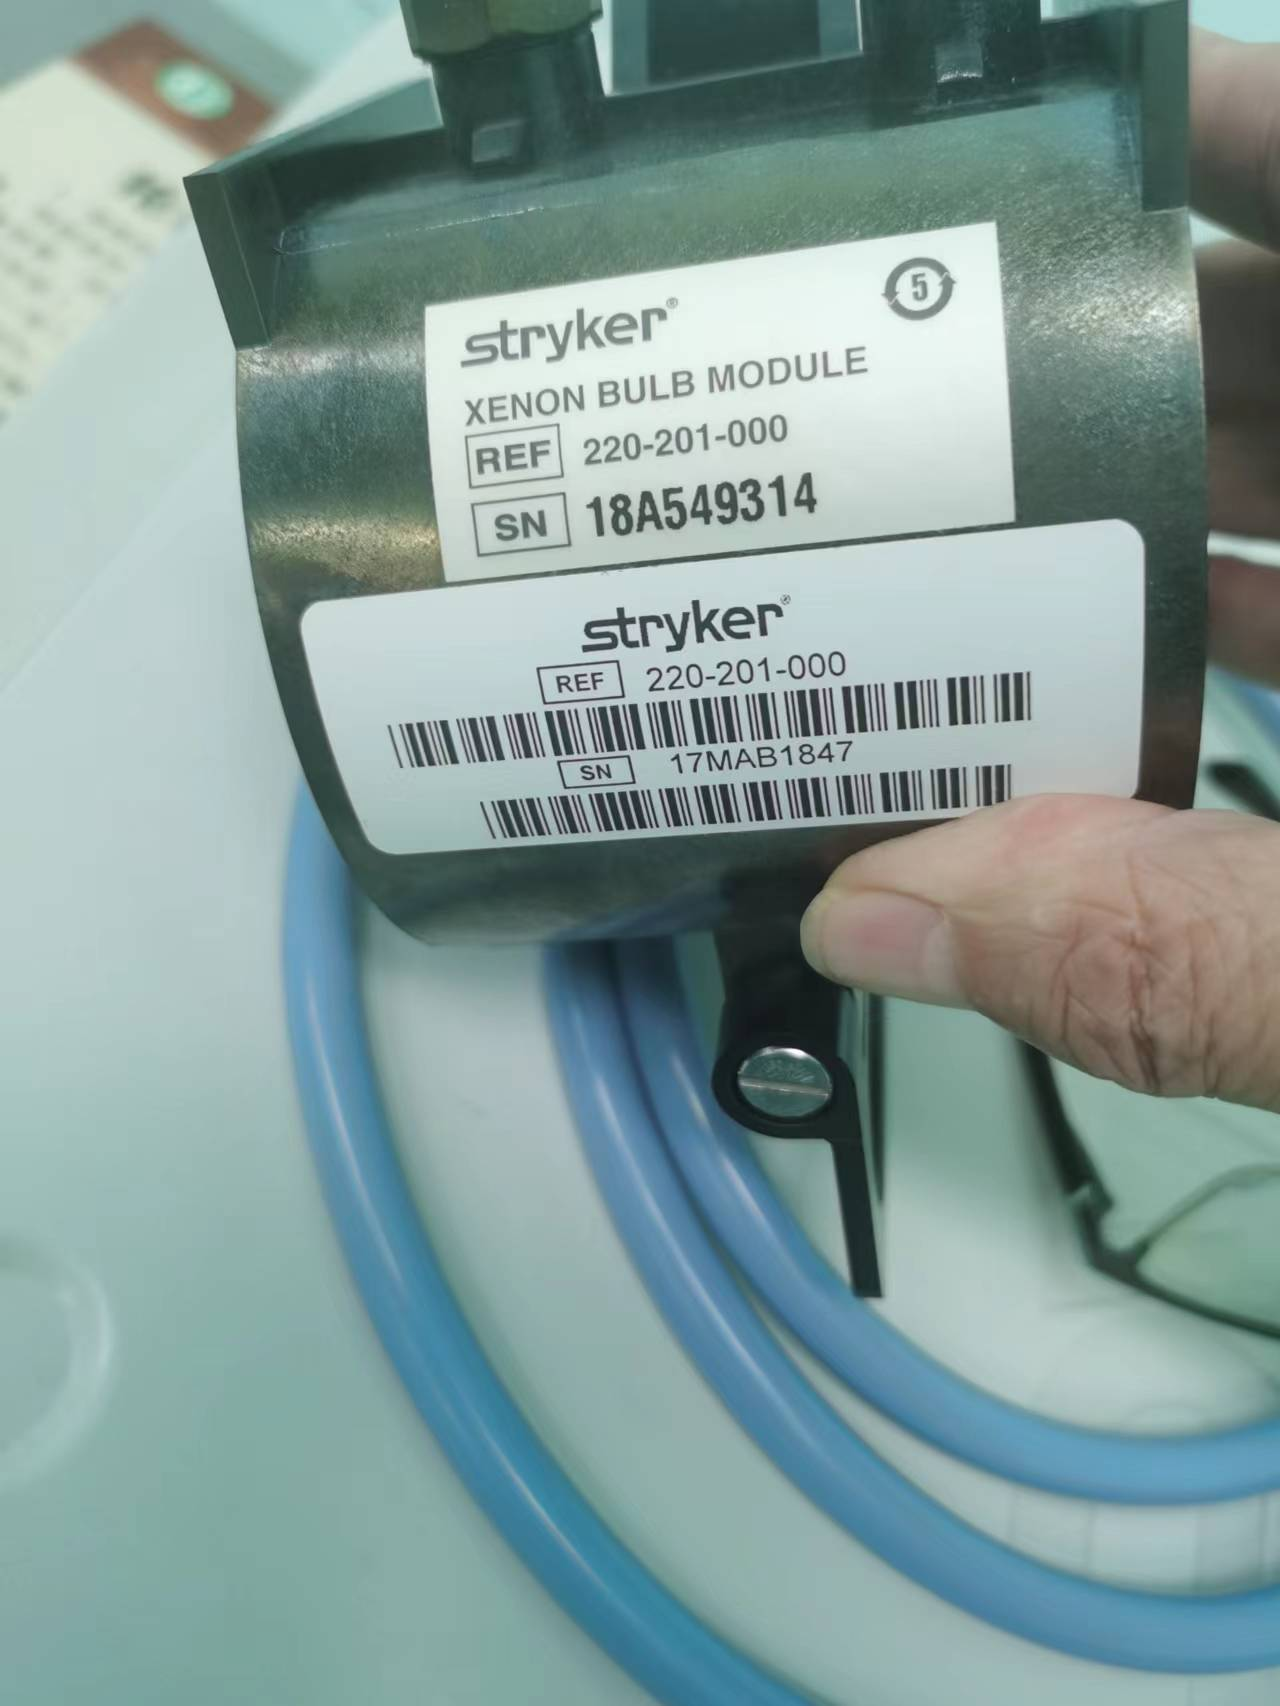 stryker®
5
XENON BULB MODULE
REF 220-201-000
SN 18A549314
stryker®
REF 220-201-000
SN 17MAB1847